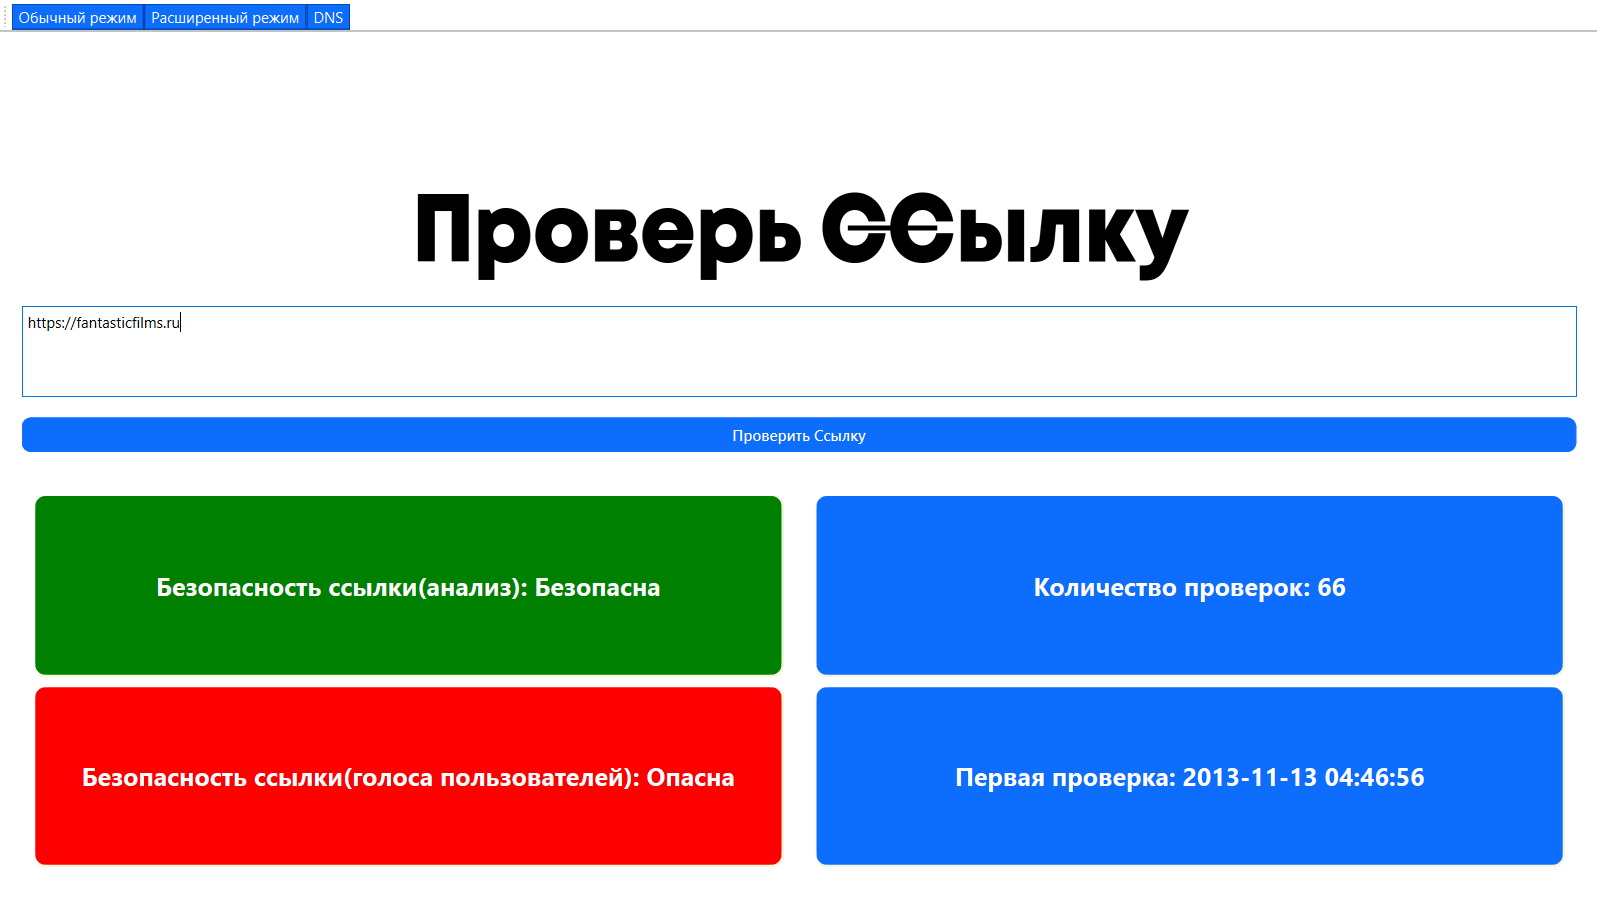 Обычный режим Расширенный режим DNS
Проверь ССылку
https://fantasticfilms.ru
Проверить Ссылку
Безопасность ссылки(анализ): Безопасна
Количество проверок: 66
Безопасность ссылки(голоса пользователей): Опасна
Первая проверка: 2013-11-13 04:46:56